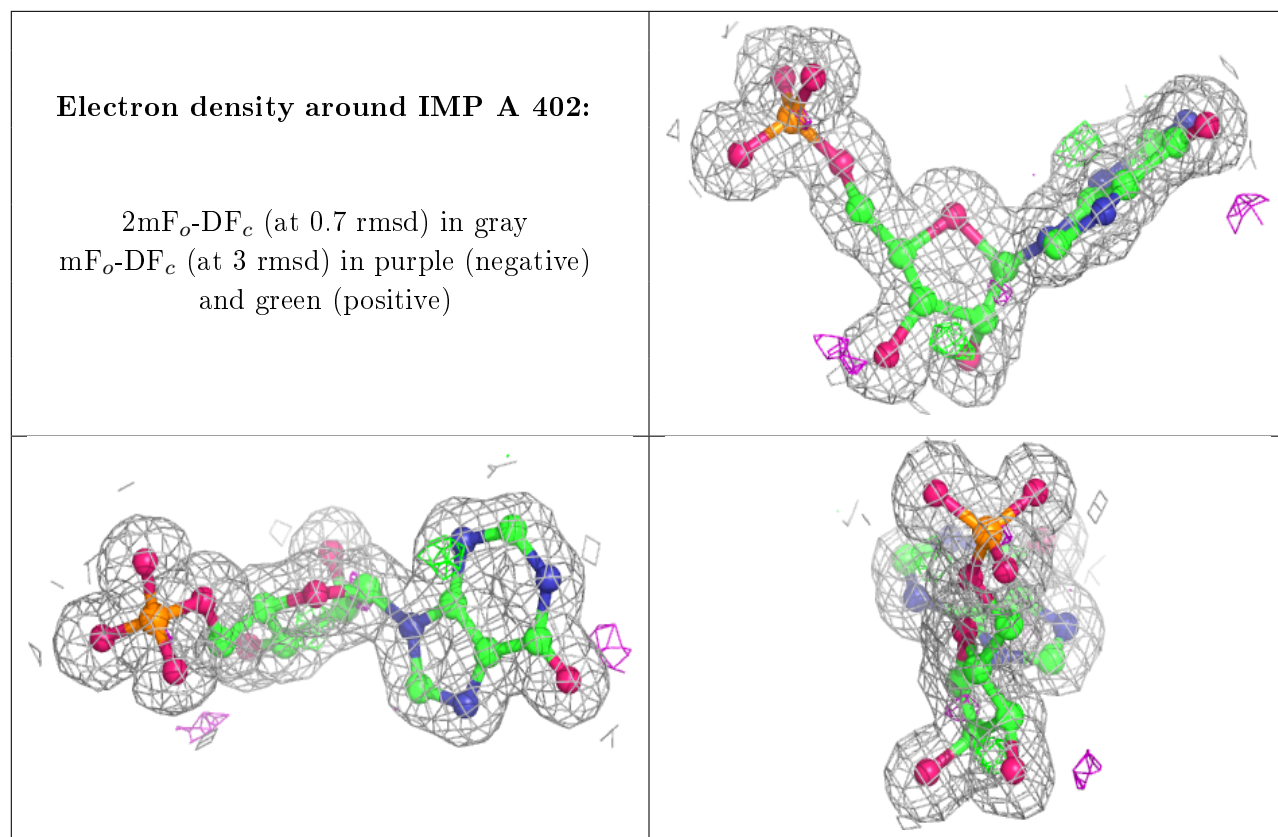 Electron density around IMP A 402:
2mFo-DFc (at 0.7 rmsd) in gray
mFo-DFc (at 3 rmsd) in purple (negative)
and green (positive)